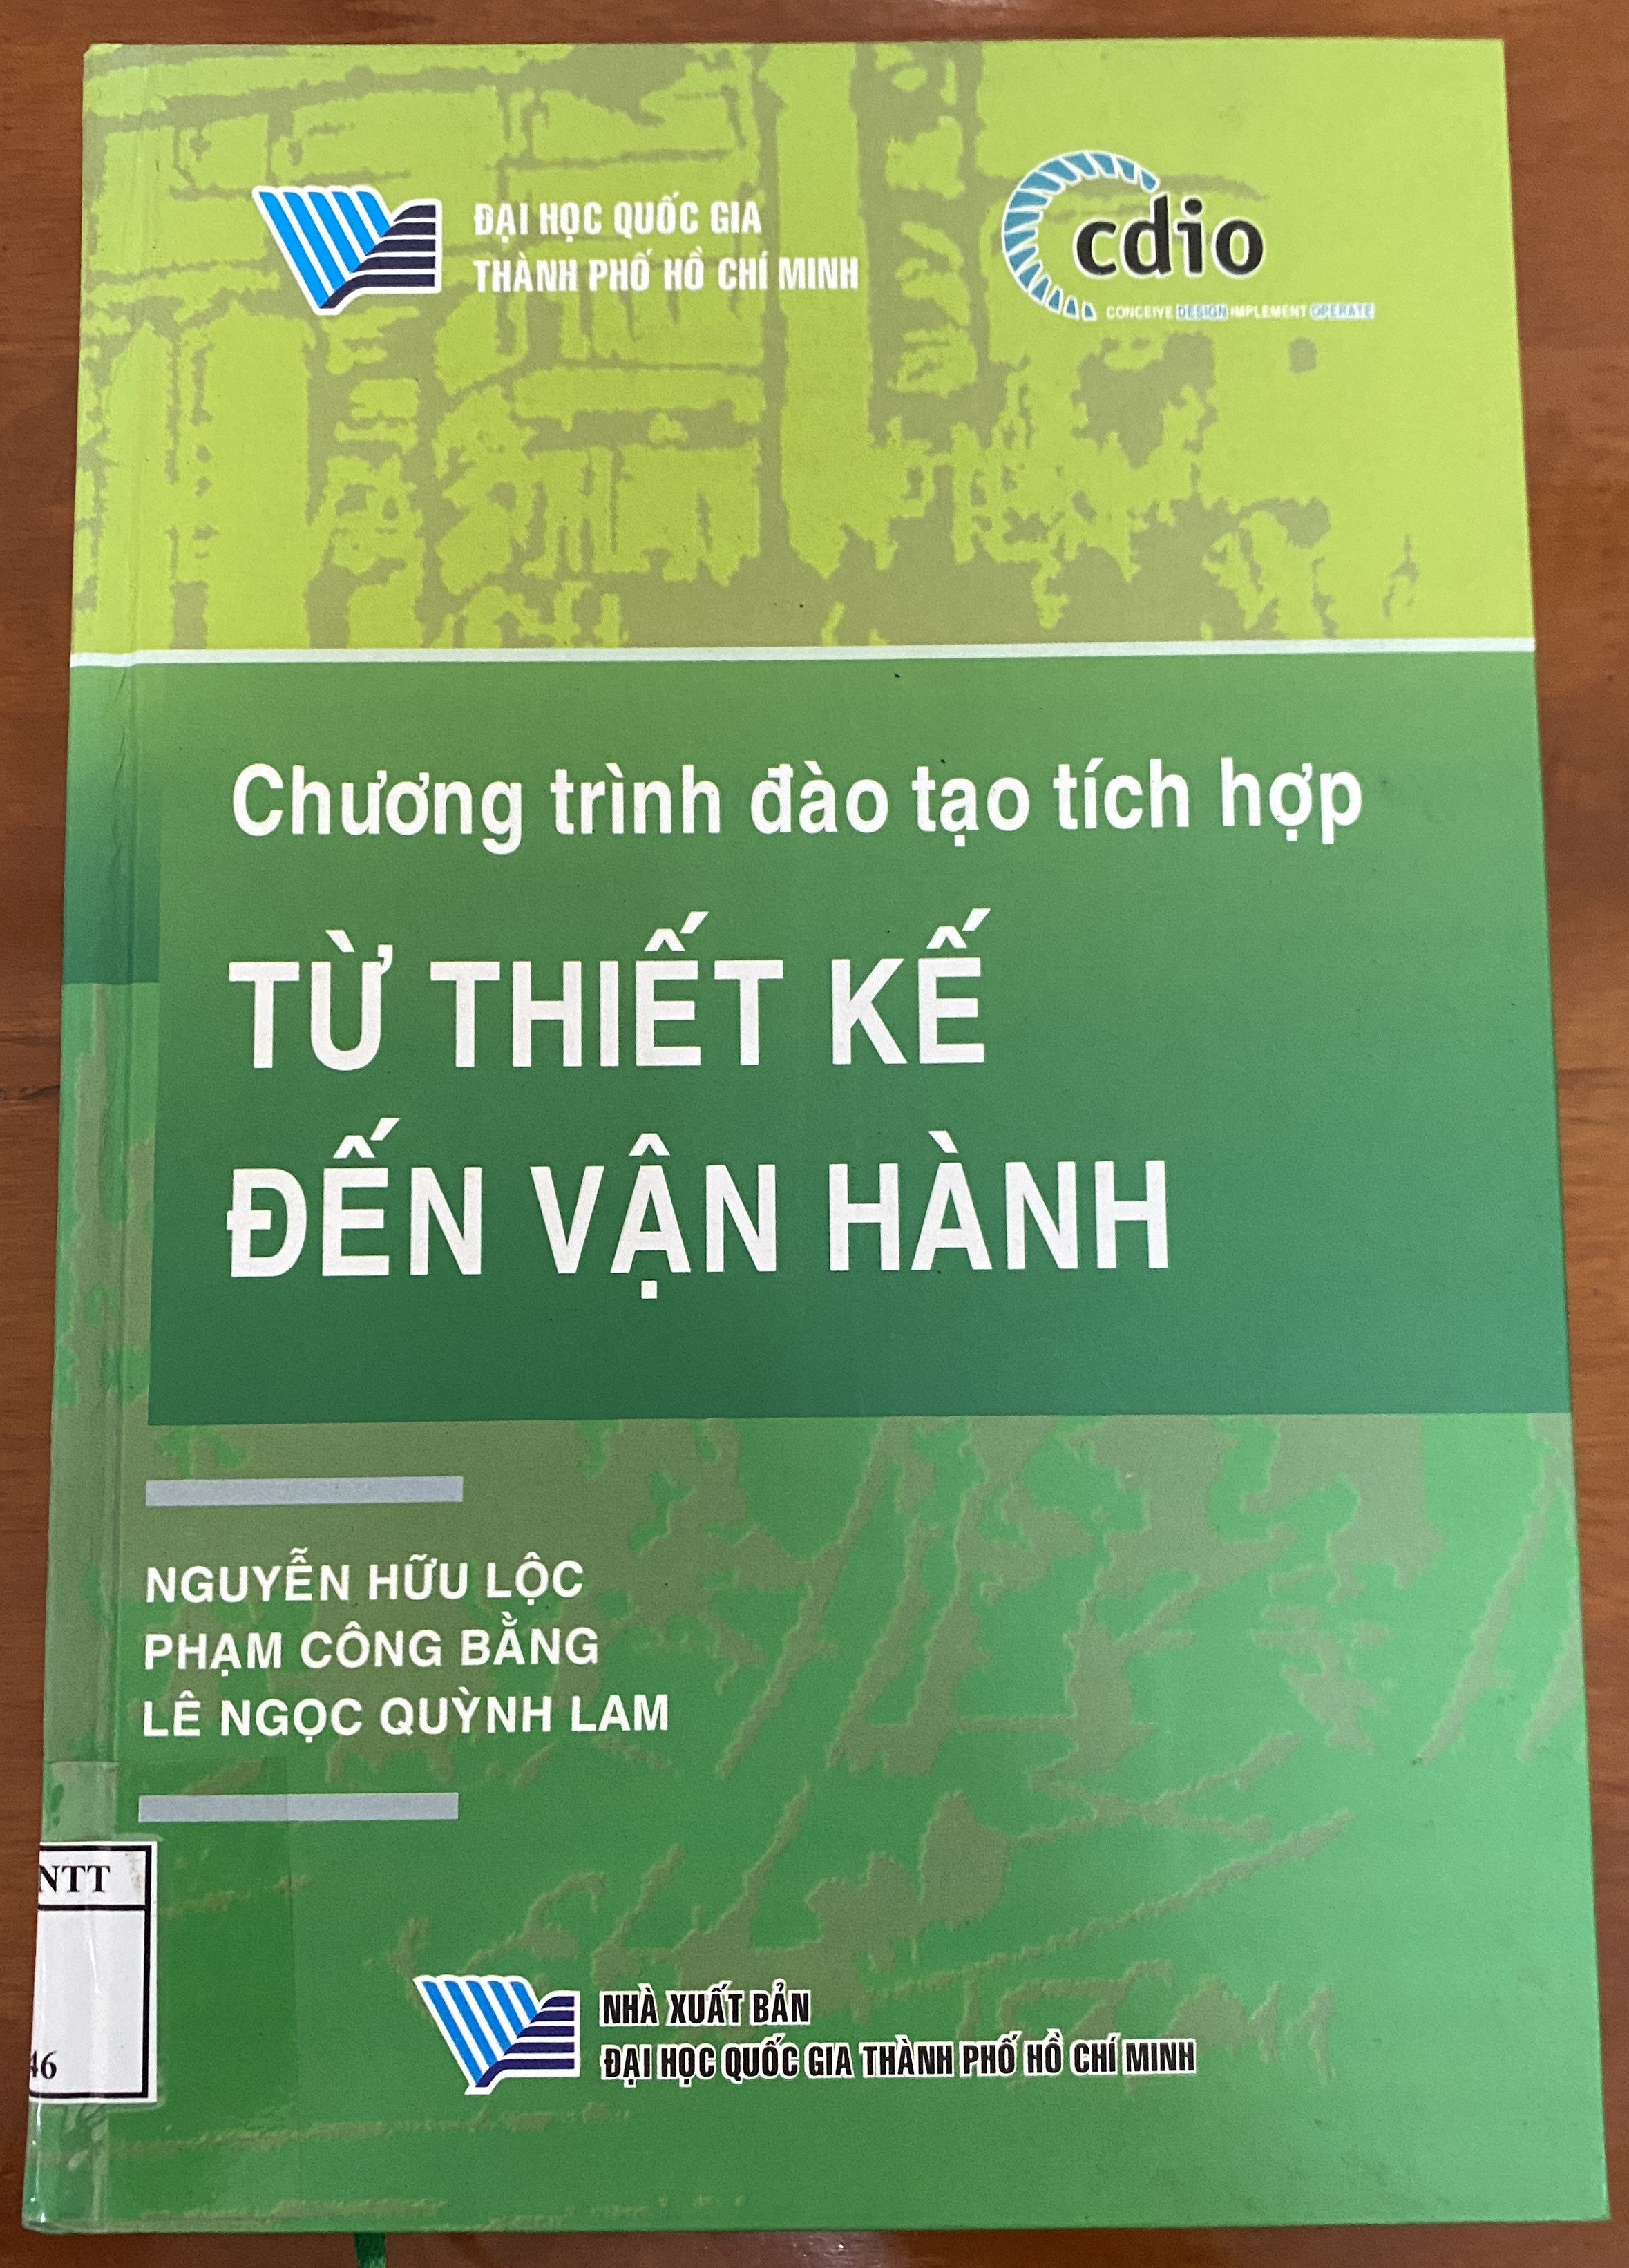 ĐẠI HỌC QUỐC GIA
THÀNH PHỐ HỒ CHÍ MINH
cdio
CONCEIVE DESIGN IMPLEMENT OPERATE
Chương trình đào tạo tích hợp
TỪ THIẾT KẾ
ĐẾN VẬN HÀNH
NGUYỄN HỮU LỘC
PHẠM CÔNG BẰNG
LÊ NGỌC QUỲNH LAM
NTT
46
NHÀ XUẤT BẢN
ĐẠI HỌC QUỐC GIA THÀNH PHỐ HỒ CHÍ MINH